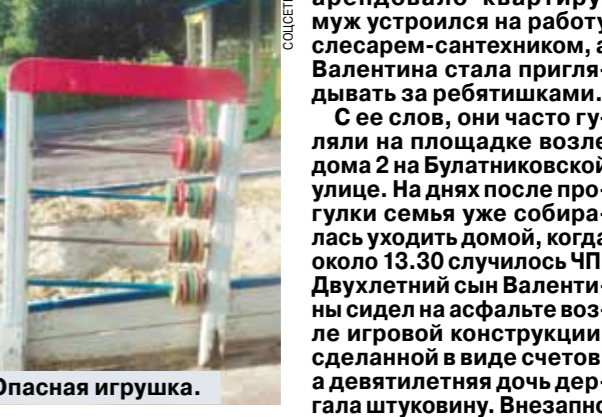 СОЦСЕТИ
Опасная игрушка.
арендовало квартиру,
муж устроился на работу
слесарем-сантехником, а
Валентина стала пригля-
дывать за ребятишками.
С ее слов, они часто гу-
ляли на площадке возле
дома 2 на Булатниковской
улице. На днях после про-
гулки семья уже собира-
лась уходить домой, когда
около 13.30 случилось ЧП.
Двухлетний сын Валенти-
ны сидел на асфальте воз-
ле игровой конструкции,
сделанной в виде счетов,
а девятилетняя дочь дер-
гала штуковину. Внезапно